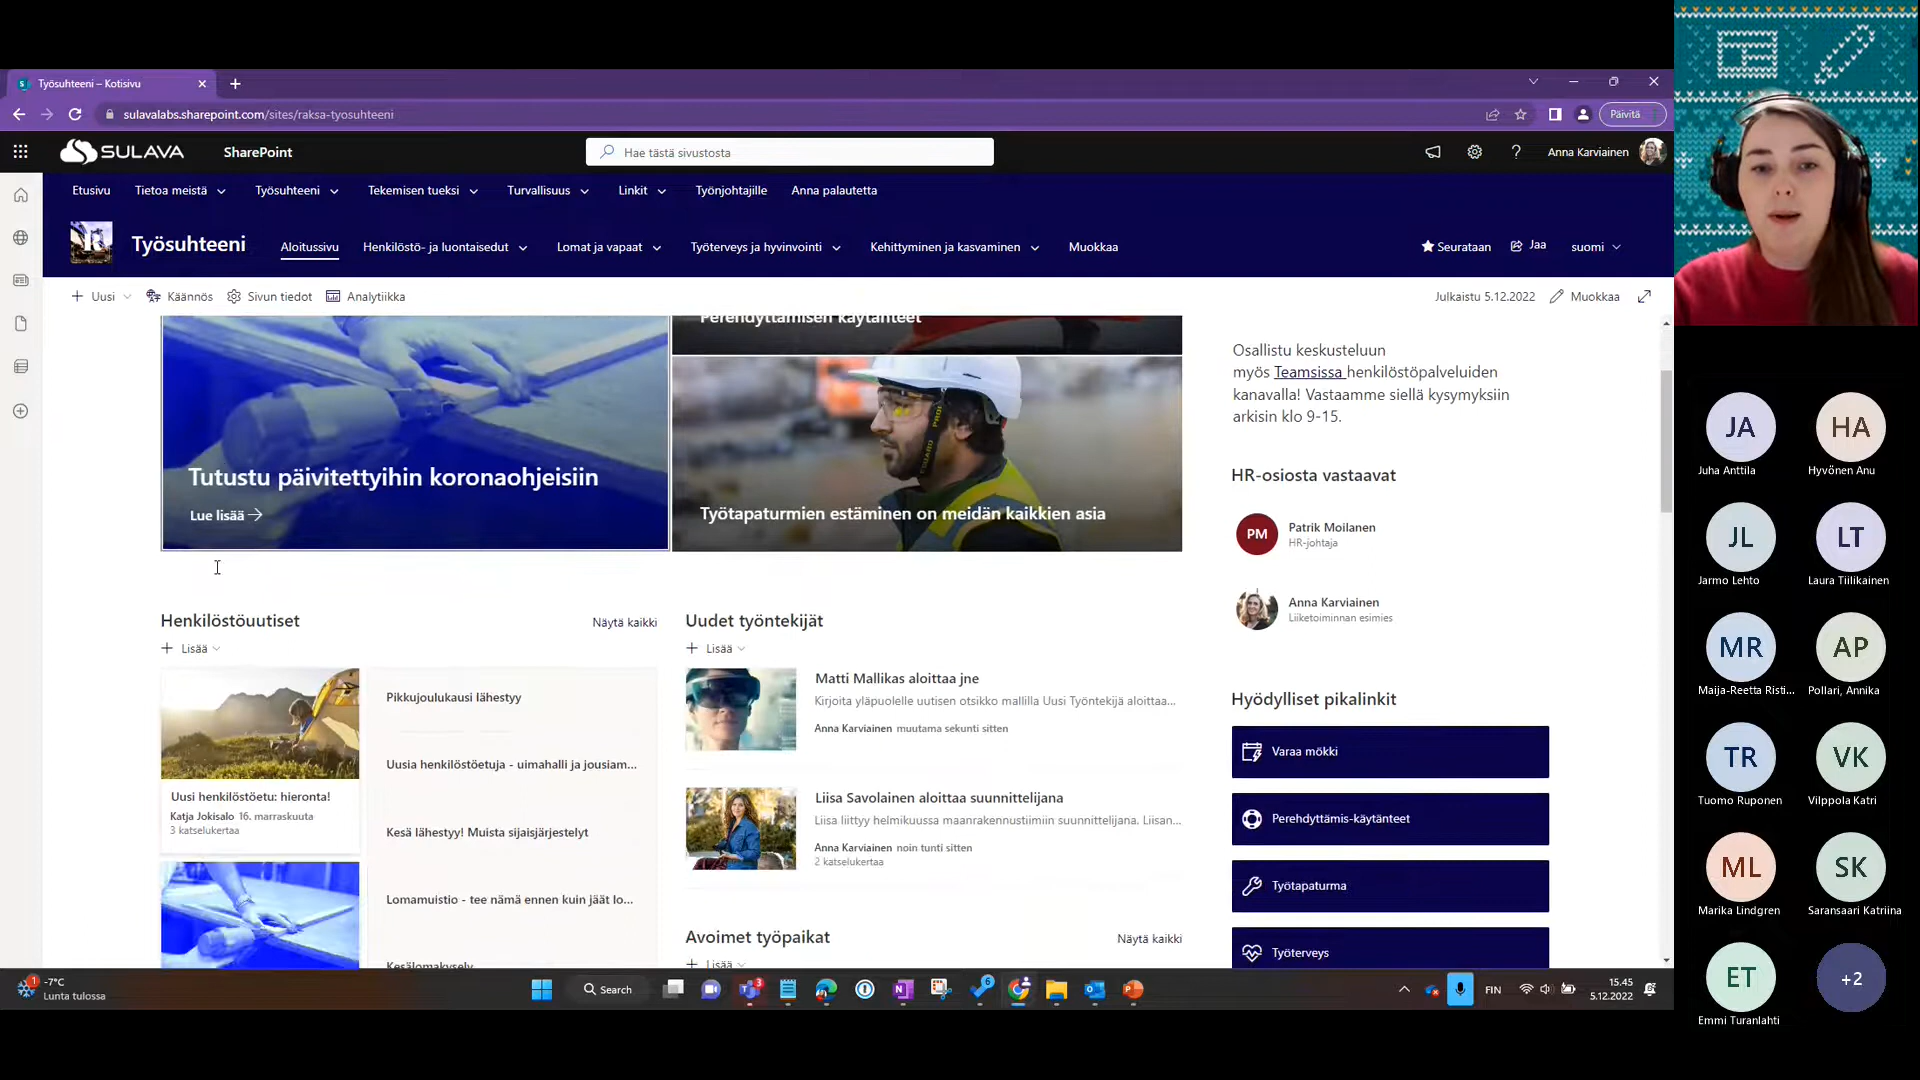 Työsuhteeni – Kotisivu
sulavalabs.sharepoint.com/sites/raksa-tyosuhteeni
Päivitä
SULAVA
SharePoint
Hae tästä sivustosta
Anna Karviainen
Etusivu
Tietoa meistä
Työsuhteeni
Tekemisen tueksi
Turvallisuus
Linkit
Työnjohtajille
Anna palautetta
Työsuhteeni
Aloitussivu
Henkilöstö- ja luontaisedut
Lomat ja vapaat
Työterveys ja hyvinvointi
Kehittyminen ja kasvaminen
Muokkaa
Seurataan
Jaa
suomi
Uusi
Käännös
Sivun tiedot
Analytiikka
Julkaistu 5.12.2022
Muokkaa
Perehdyttämisen käytänteet
Tutustu päivitettyihin koronaohjeisiin
Lue lisää
Työtapaturmien estäminen on meidän kaikkien asia
Osallistu keskusteluun
myös Teamsissa henkilöstöpalveluiden
kanavalla! Vastaamme siellä kysymyksiin
arkisin klo 9-15.
HR-osiosta vastaavat
PM
Patrik Moilanen
HR-johtaja
Anna Karviainen
Liiketoiminnan esimies
Henkilöstöuutiset
Näytä kaikki
Lisää
Uusi henkilöstöetu: hieronta!
Katja Jokisalo 16. marraskuuta
3 katselukertaa
Pikkujoulukausi lähestyy
Uusia henkilöstöetuja - uimahalli ja jousiam...
Kesä lähestyy! Muista sijaisjärjestelyt
Lomamuistio - tee nämä ennen kuin jäät lo...
Kesälomakysely
Uudet työntekijät
Lisää
Matti Mallikas aloittaa jne
Kirjoita yläpuolelle uutisen otsikko mallilla Uusi Työntekijä aloittaa...
Anna Karviainen muutama sekunti sitten
Liisa Savolainen aloittaa suunnittelijana
Liisa liittyy helmikuussa maanrakennustiimiin suunnittelijana. Liisan...
Anna Karviainen noin tunti sitten
2 katselukertaa
Avoimet työpaikat
Näytä kaikki
Lisää
Hyödylliset pikalinkit
Varaa mökki
Perehdyttämis-käytänteet
Työtapaturma
Työterveys
1
-7°C
Lunta tulossa
Search
3
6
FIN
15.45
5.12.2022
JA
Juha Anttila
HA
Hyvönen Anu
JL
Jarmo Lehto
LT
Laura Tiilikainen
MR
Maija-Reetta Risti...
AP
Pollari, Annika
TR
Tuomo Ruponen
VK
Vilppola Katri
ML
Marika Lindgren
SK
Saransaari Katriina
ET
Emmi Turanlahti
+2